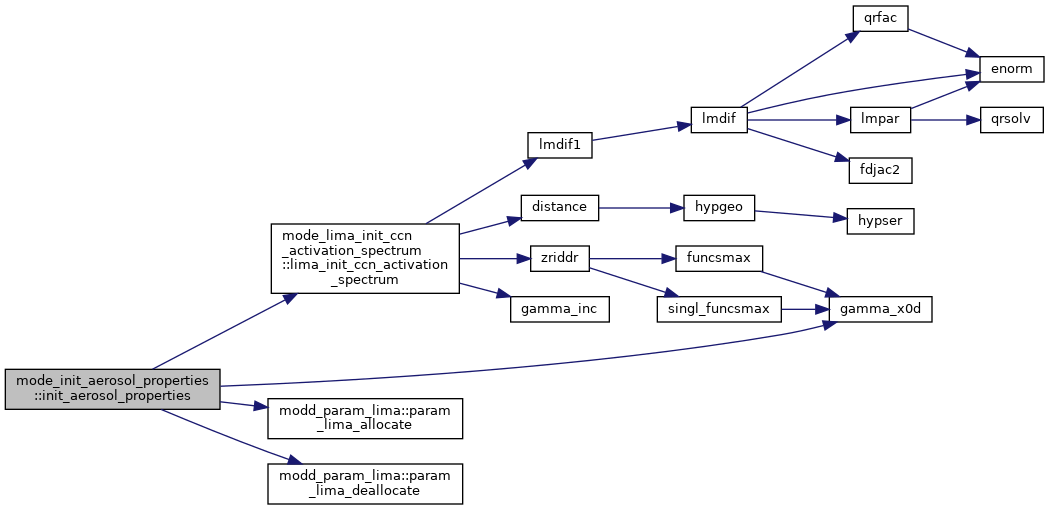 qrfac
enorm
lmdif
lmpar
qrsolv
lmdif1
fdjac2
distance
hypgeo
hypser
mode_lima_init_ccn
_activation_spectrum
::lima_init_ccn_activation
_spectrum
zriddr
funcsmax
gamma_inc
singl_funcsmax
gamma_x0d
mode_init_aerosol_properties
::init_aerosol_properties
modd_param_lima::param
_lima_allocate
modd_param_lima::param
_lima_deallocate